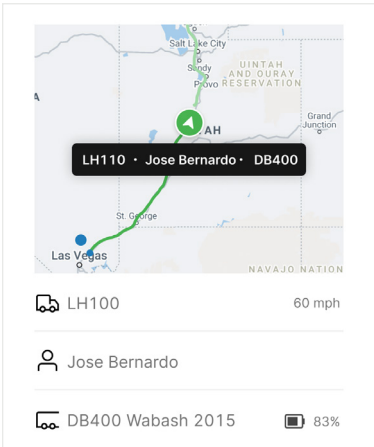 Salt Lake City
Sandy
Provo
UINTAH
AND OURAY
RESERVATION
A
Grand
Junction
AH
LH110 · Jose Bernardo · DB400
St. George
Las Vegas
NAVAJO NATION
LH100
60 mph
Jose Bernardo
DB400 Wabash 2015
83%